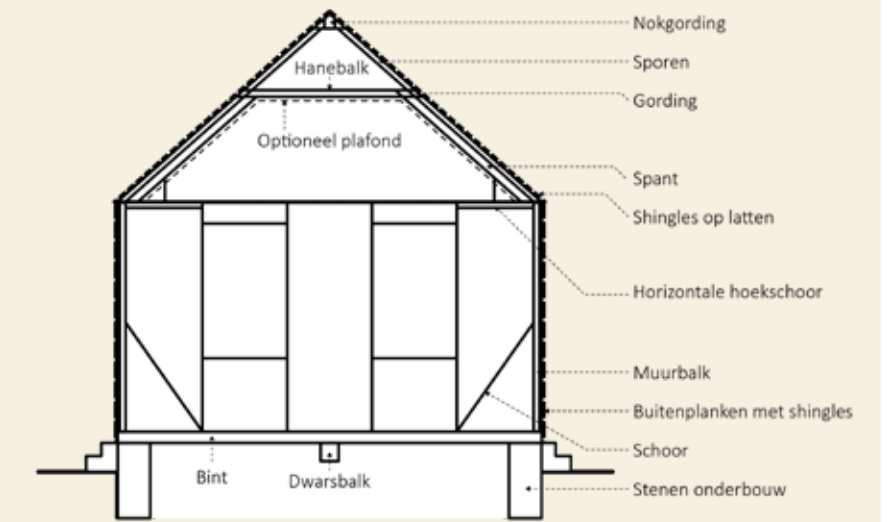 Nokgording
Sporen
Hanebalk
Gording
Optioneel plafond
Spant
Shingles op latten
Horizontale hoekschoor
Muurbalk
Buitenplanken met shingles
Schoor
Bint
Dwarsbalk
Stenen onderbouw